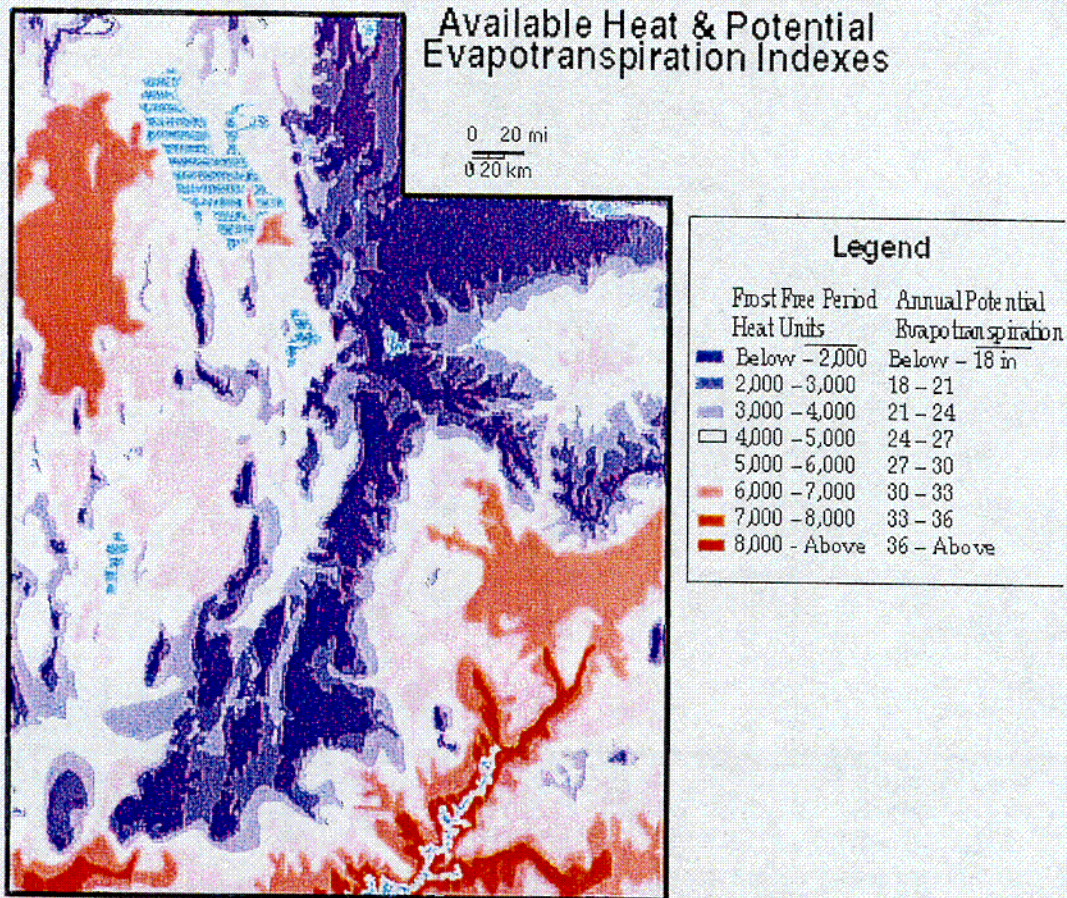 Available Heat & Potential
Evapotranspiration Indexes
0 20 mi
0 20 km
Legend
Frost Free Period Annual Potential
Heat Units Evapotranspiration
Below – 2,000 Below – 18 in
2,000 – 3,000 18 – 21
3,000 – 4,000 21 – 24
4,000 – 5,000 24 – 27
5,000 – 6,000 27 – 30
6,000 – 7,000 30 – 33
7,000 – 8,000 33 – 36
8,000 - Above 36 – Above